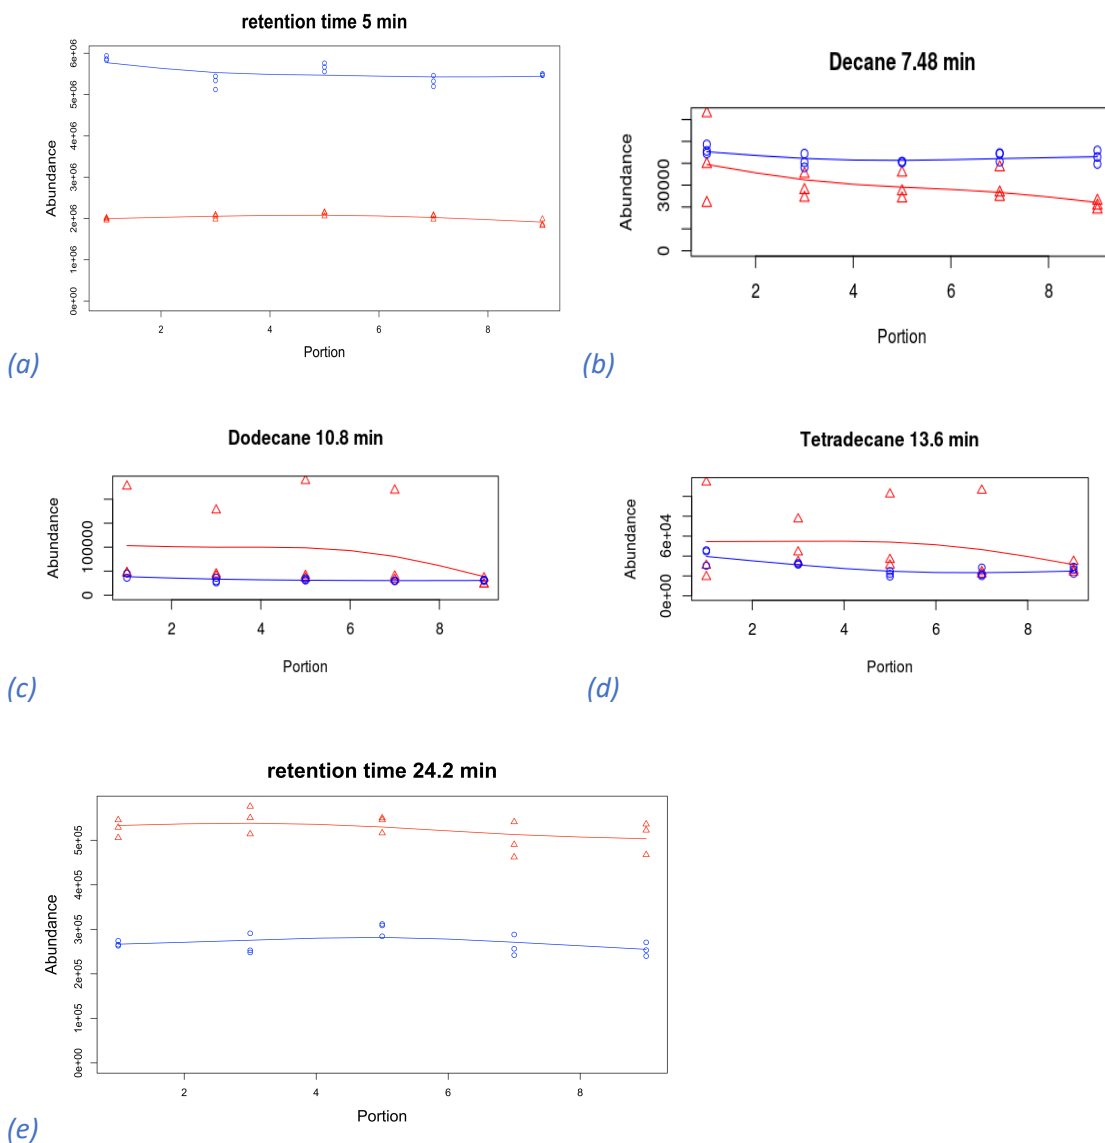 retention time 5 min
Abundance
0e+00 1e+06 2e+06 3e+06 4e+06 5e+06 6e+06
2 4 6 8
Portion
(a)
Decane 7.48 min
Abundance
0 30000
2 4 6 8
Portion
(b)
Dodecane 10.8 min
Abundance
0 100000
2 4 6 8
Portion
(c)
Tetradecane 13.6 min
Abundance
0e+00 6e+04
2 4 6 8
Portion
(d)
retention time 24.2 min
Abundance
0e+00 1e+05 2e+05 3e+05 4e+05 5e+05
2 4 6 8
Portion
(e)